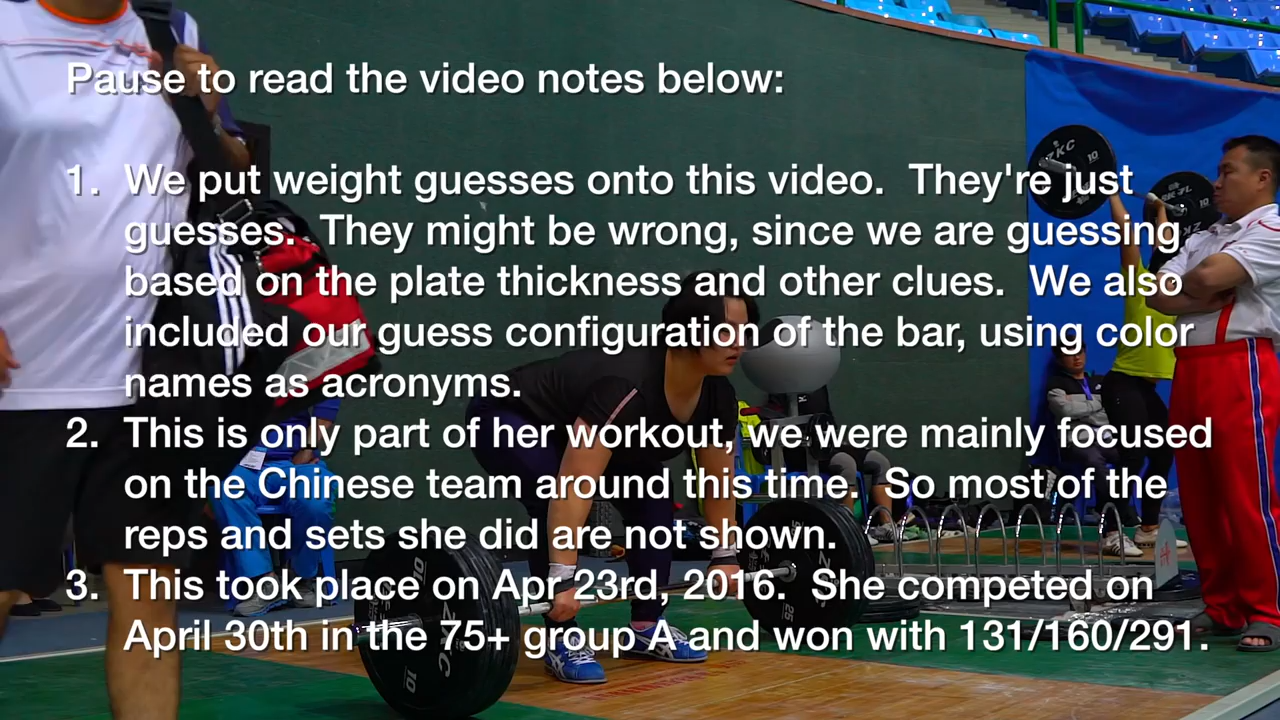 Pause to read the video notes below:
1. We put weight guesses onto this video. They're just
guesses. They might be wrong, since we are guessing
based on the plate thickness and other clues. We also
included our guess configuration of the bar, using color
names as acronyms.
2. This is only part of her workout, we were mainly focused
on the Chinese team around this time. So most of the
reps and sets she did are not shown.
3. This took place on Apr 23rd, 2016. She competed on
April 30th in the 75+ group A and won with 131/160/291.
10
10
25
10